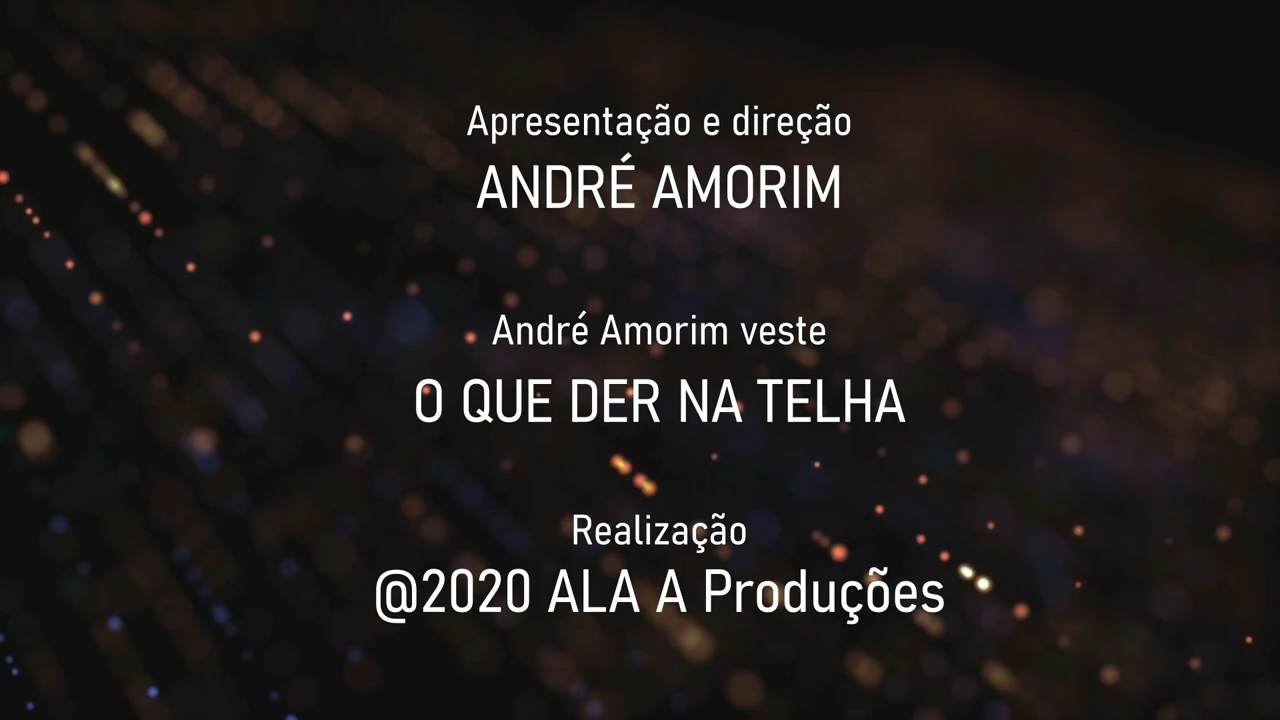 Apresentação e direção
ANDRÉ AMORIM
André Amorim veste
O QUE DER NA TELHA
Realização
@2020 ALA A Produções